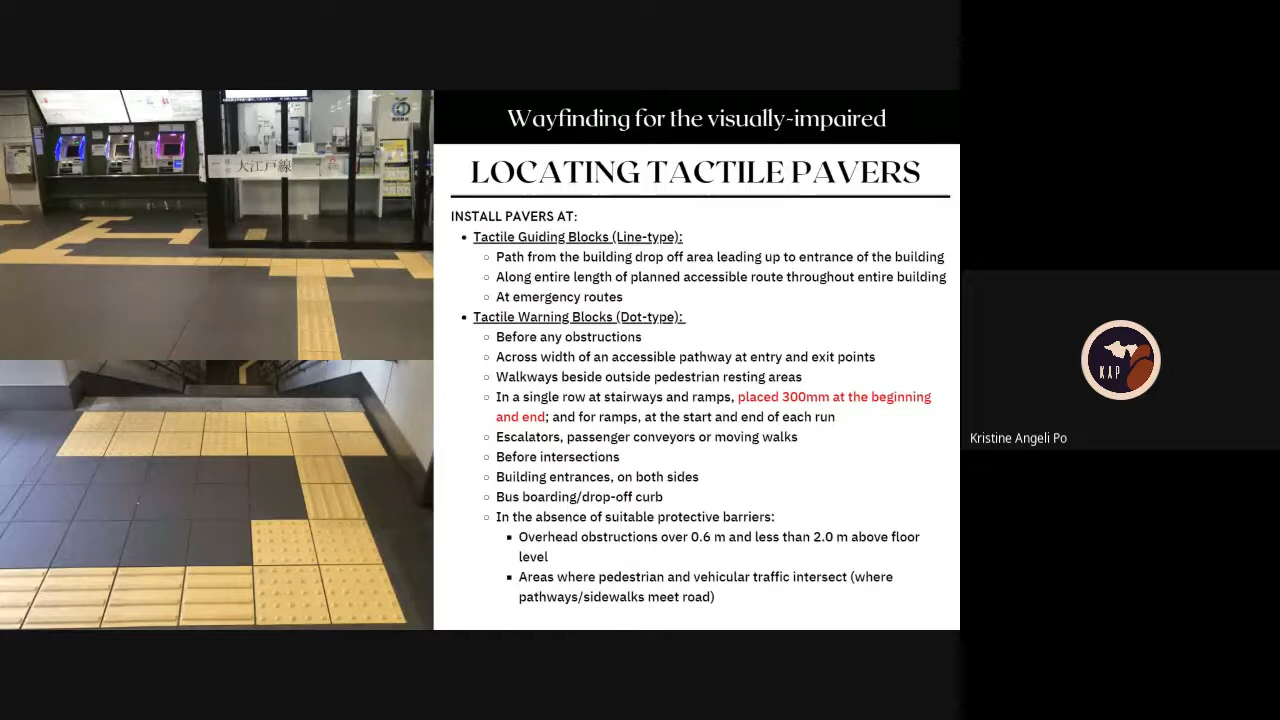 Wayfinding for the visually-impaired
LOCATING TACTILE PAVERS
INSTALL PAVERS AT:
Tactile Guiding Blocks (Line-type):
Path from the building drop off area leading up to entrance of the building
Along entire length of planned accessible route throughout entire building
At emergency routes
Tactile Warning Blocks (Dot-type):
Before any obstructions
Across width of an accessible pathway at entry and exit points
Walkways beside outside pedestrian resting areas
In a single row at stairways and ramps, placed 300mm at the beginning
and end; and for ramps, at the start and end of each run
Escalators, passenger conveyors or moving walks
Before intersections
Building entrances, on both sides
Bus boarding/drop-off curb
In the absence of suitable protective barriers:
Overhead obstructions over 0.6 m and less than 2.0 m above floor
level
Areas where pedestrian and vehicular traffic intersect (where
pathways/sidewalks meet road)
大江戸線
KAP
Kristine Angeli Po